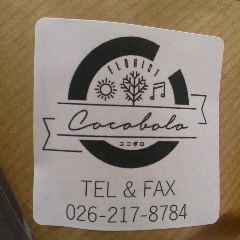 FLORIST
Cocobolo
ココボロ
TEL & FAX
026-217-8784